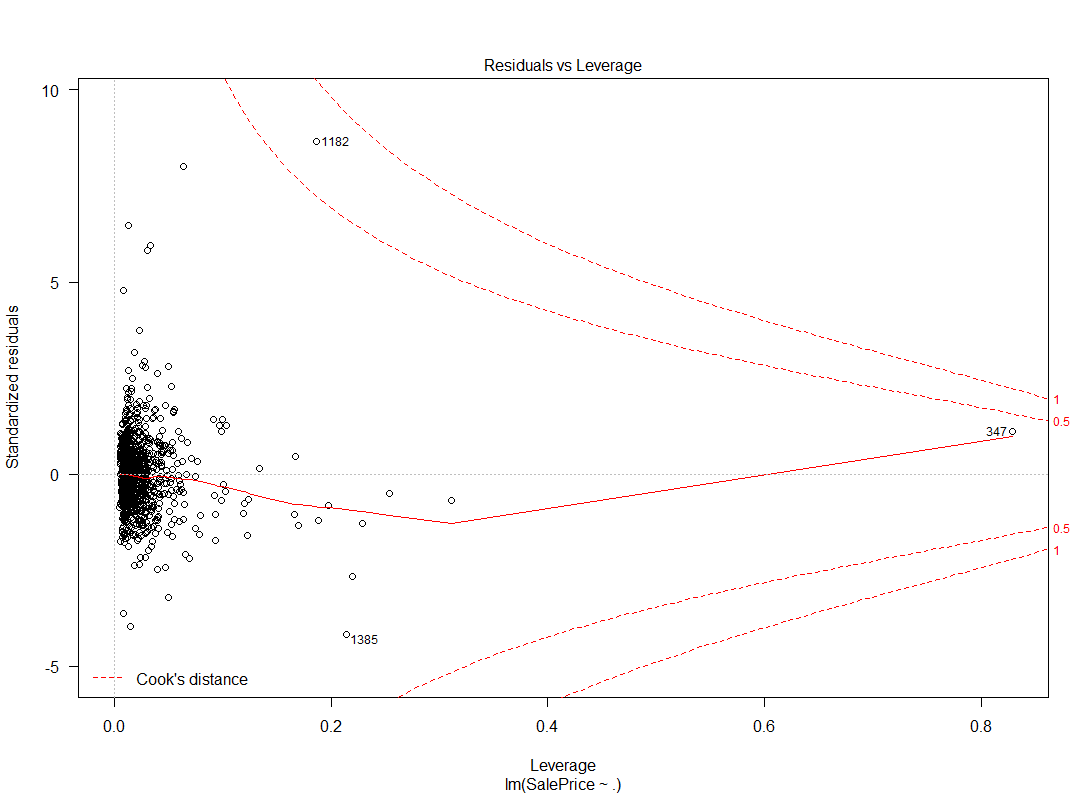 Residuals vs Leverage
10
5
0
-5
Standardized residuals
1182
347
1385
1
0.5
0.5
1
Cook's distance
0.0 0.2 0.4 0.6 0.8
Leverage
lm(SalePrice ~ .)